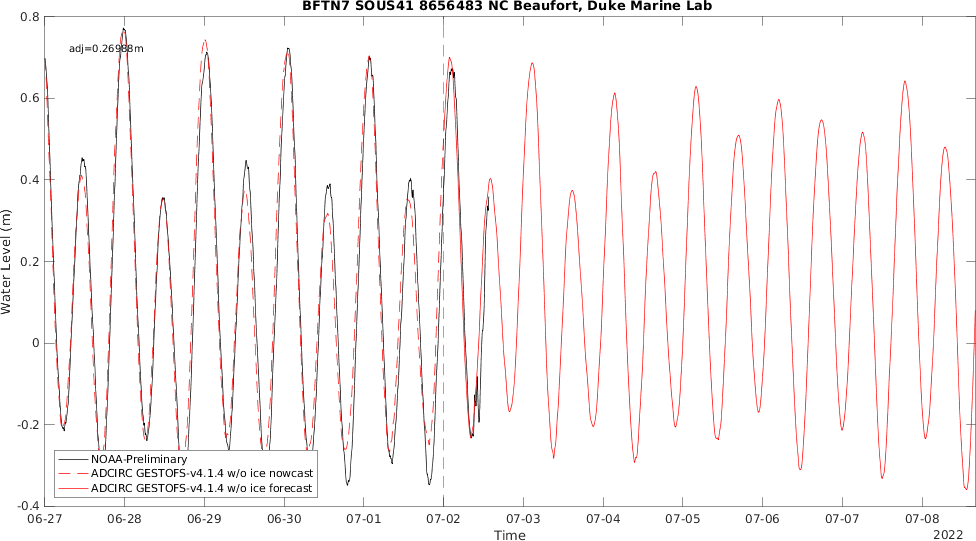 BFTN7 SOUS41 8656483 NC Beaufort, Duke Marine Lab
adj=0.26988m
0.8
0.6
0.4
0.2
0
-0.2
-0.4
Water Level (m)
NOAA-Preliminary
ADCIRC GESTOFS-v4.1.4 w/o ice nowcast
ADCIRC GESTOFS-v4.1.4 w/o ice forecast
06-27 06-28 06-29 06-30 07-01 07-02 07-03 07-04 07-05 07-06 07-07 07-08
Time
2022